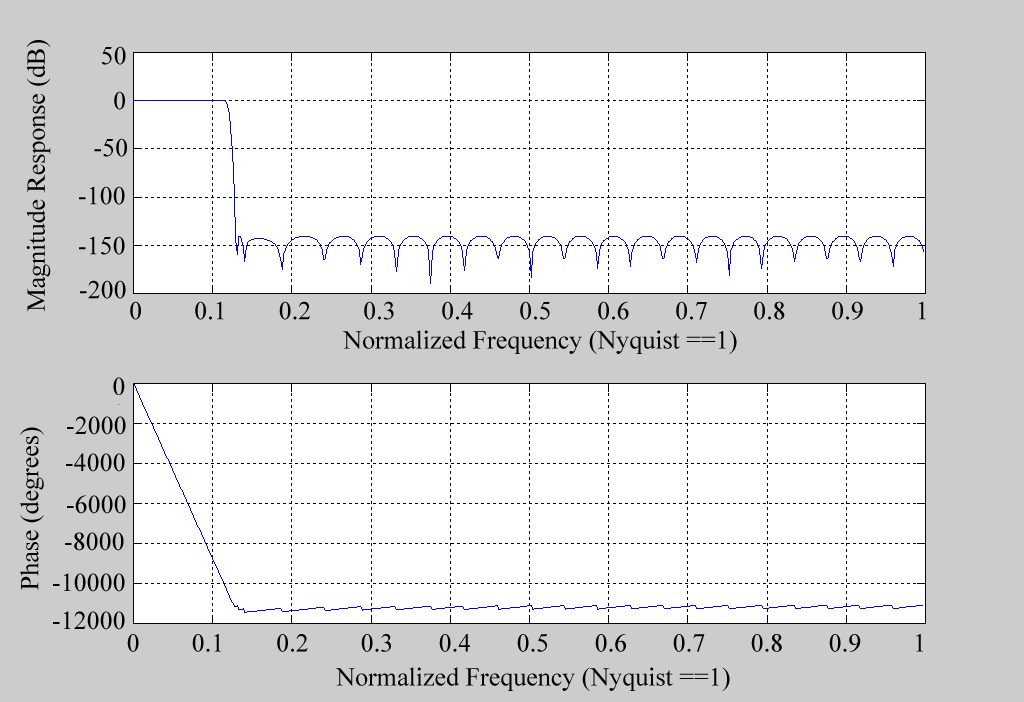 Magnitude Response (dB)
50
0
-50
-100
-150
-200
0 0.1 0.2 0.3 0.4 0.5 0.6 0.7 0.8 0.9 1
Normalized Frequency (Nyquist ==1)
Phase (degrees)
0
-2000
-4000
-6000
-8000
-10000
-12000
0 0.1 0.2 0.3 0.4 0.5 0.6 0.7 0.8 0.9 1
Normalized Frequency (Nyquist ==1)